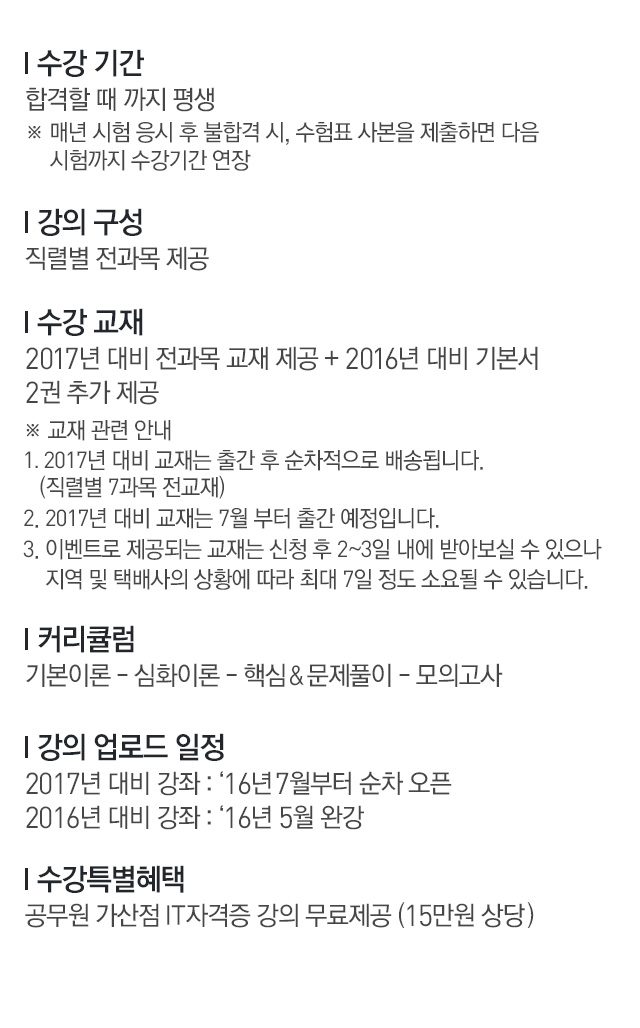 | 수강 기간
합격할 때 까지 평생
※ 매년 시험 응시 후 불합격 시, 수험표 사본을 제출하면 다음
시험까지 수강기간 연장
| 강의 구성
직렬별 전과목 제공
| 수강 교재
2017년 대비 전과목 교재 제공 + 2016년 대비 기본서
2권 추가 제공
※ 교재 관련 안내
1. 2017년 대비 교재는 출간 후 순차적으로 배송됩니다.
(직렬별 7과목 전교재)
2. 2017년 대비 교재는 7월 부터 출간 예정입니다.
3. 이벤트로 제공되는 교재는 신청 후 2~3일 내에 받아보실 수 있으나
지역 및 택배사의 상황에 따라 최대 7일 정도 소요될 수 있습니다.
| 커리큘럼
기본이론 - 심화이론 - 핵심&문제풀이 - 모의고사
| 강의 업로드 일정
2017년 대비 강좌 : ‘16년 7월부터 순차 오픈
2016년 대비 강좌 : ‘16년 5월 완강
| 수강특별혜택
공무원 가산점 IT자격증 강의 무료제공 (15만원 상당)